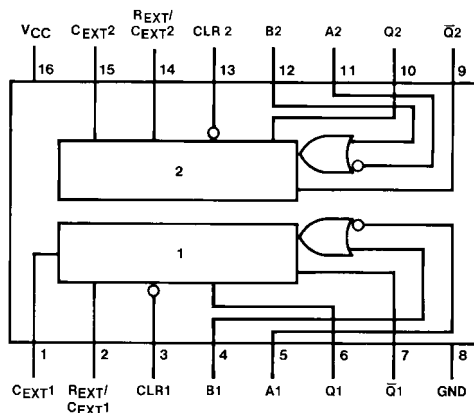 VCC CEXT2 REXT/ CEXT2 CLR 2 B2 A2 Q2 Q̅2
16 15 14 13 12 11 10 9
2
1
1 2 3 4 5 6 7 8
CEXT1 REXT/ CEXT1 CLR1 B1 A1 Q1 Q̅1 GND